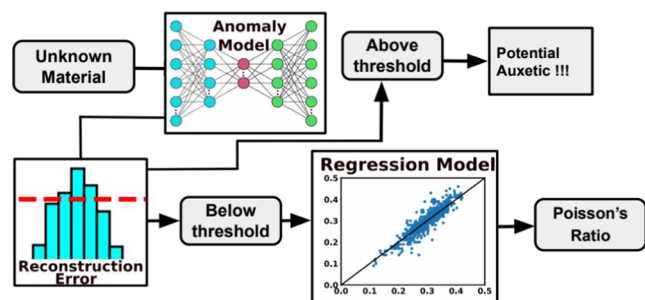 Unknown
Material
Anomaly
Model
Above
threshold
Potential
Auxetic !!!
Reconstruction
Error
Below
threshold
Regression Model
0.5
0.4
0.3
0.2
0.1
0.0
0.0 0.1 0.2 0.3 0.4 0.5
Poisson's
Ratio